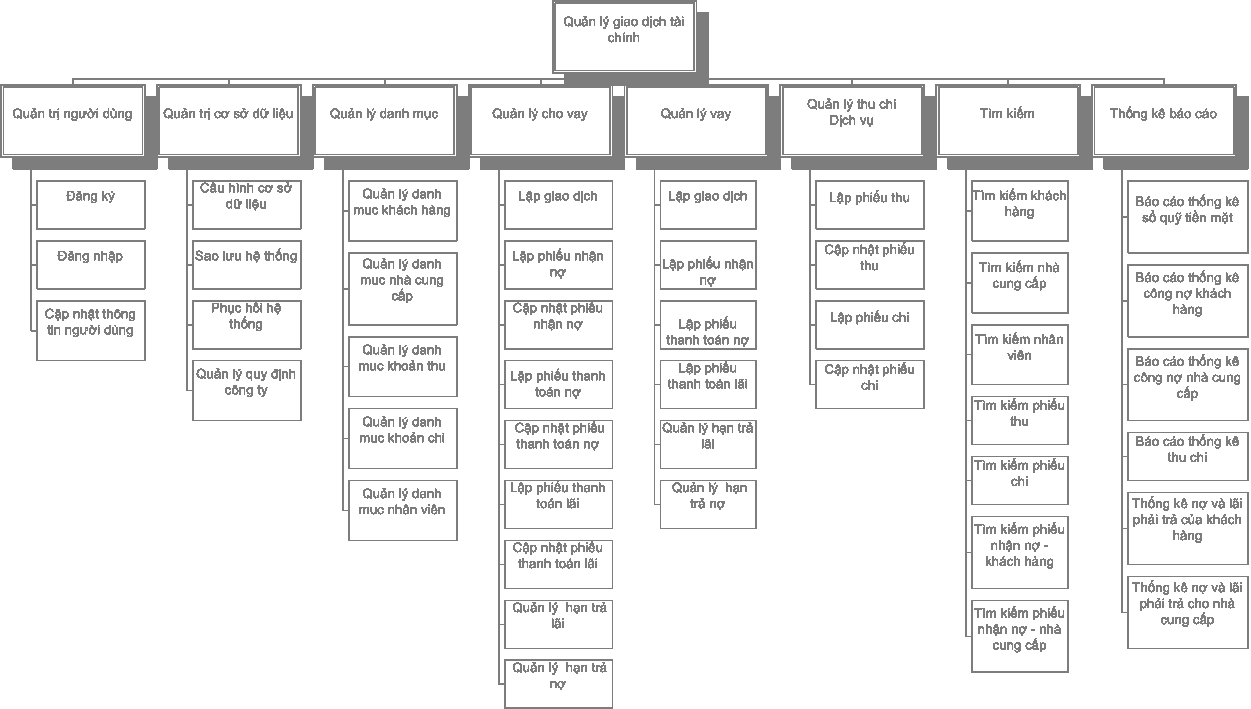 Quản lý giao dịch tài
chính
Quản trị người dùng
Đăng ký
Đăng nhập
Cập nhật thông
tin người dùng
Quản trị cơ sở dữ liệu
Cấu hình cơ sở
dữ liệu
Sao lưu hệ thống
Phục hồi hệ
thống
Quản lý quy định
công ty
Quản lý danh mục
Quản lý danh
mục khách hàng
Quản lý danh
mục nhà cung
cấp
Quản lý danh
mục khoản thu
Quản lý danh
mục khoản chi
Quản lý danh
mục nhân viên
Quản lý cho vay
Lập giao dịch
Lập phiếu nhận
nợ
Cập nhật phiếu
nhận nợ
Lập phiếu thanh
toán nợ
Cập nhật phiếu
thanh toán nợ
Lập phiếu thanh
toán lãi
Cập nhật phiếu
thanh toán lãi
Quản lý hạn trả
lãi
Quản lý hạn trả
nợ
Quản lý vay
Lập giao dịch
Lập phiếu nhận
nợ
Lập phiếu
thanh toán nợ
Lập phiếu
thanh toán lãi
Quản lý hạn trả
lãi
Quản lý hạn
trả nợ
Quản lý thu chi
Dịch vụ
Lập phiếu thu
Cập nhật phiếu
thu
Lập phiếu chi
Cập nhật phiếu
chi
Tìm kiếm
Tìm kiếm khách
hàng
Tìm kiếm nhà
cung cấp
Tìm kiếm nhân
viên
Tìm kiếm phiếu
thu
Tìm kiếm phiếu
chi
Tìm kiếm phiếu
nhận nợ -
khách hàng
Tìm kiếm phiếu
nhận nợ - nhà
cung cấp
Thống kê báo cáo
Báo cáo thống kê
sổ quỹ tiền mặt
Báo cáo thống kê
công nợ khách
hàng
Báo cáo thống kê
công nợ nhà cung
cấp
Báo cáo thống kê
thu chi
Thống kê nợ và lãi
phải trả của khách
hàng
Thống kê nợ và lãi
phải trả cho nhà
cung cấp